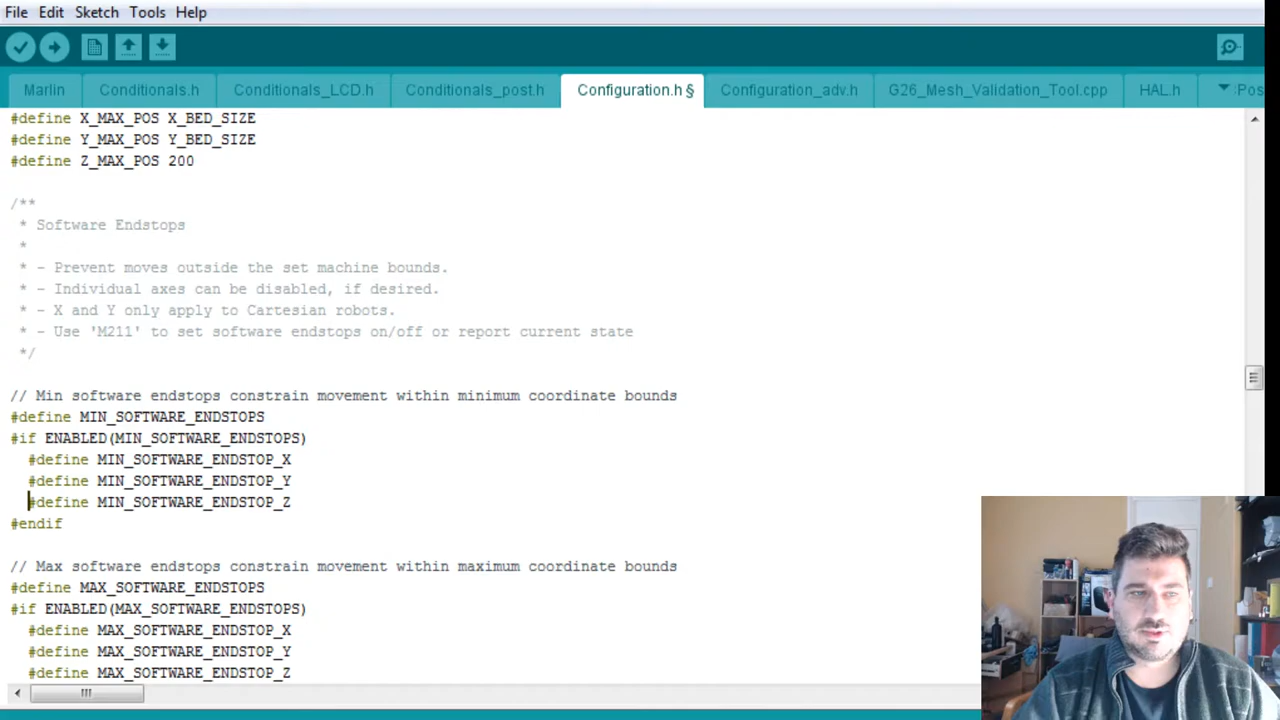 File Edit Sketch Tools Help
Marlin Conditionals.h Conditionals_LCD.h Conditionals_post.h Configuration.h § Configuration_adv.h G26_Mesh_Validation_Tool.cpp HAL.h Pos
#define X_MAX_POS X_BED_SIZE
#define Y_MAX_POS Y_BED_SIZE
#define Z_MAX_POS 200
/**
* Software Endstops
*
* - Prevent moves outside the set machine bounds.
* - Individual axes can be disabled, if desired.
* - X and Y only apply to Cartesian robots.
* - Use 'M211' to set software endstops on/off or report current state
*/
// Min software endstops constrain movement within minimum coordinate bounds
#define MIN_SOFTWARE_ENDSTOPS
#if ENABLED(MIN_SOFTWARE_ENDSTOPS)
#define MIN_SOFTWARE_ENDSTOP_X
#define MIN_SOFTWARE_ENDSTOP_Y
#define MIN_SOFTWARE_ENDSTOP_Z
#endif
// Max software endstops constrain movement within maximum coordinate bounds
#define MAX_SOFTWARE_ENDSTOPS
#if ENABLED(MAX_SOFTWARE_ENDSTOPS)
#define MAX_SOFTWARE_ENDSTOP_X
#define MAX_SOFTWARE_ENDSTOP_Y
#define MAX_SOFTWARE_ENDSTOP_Z